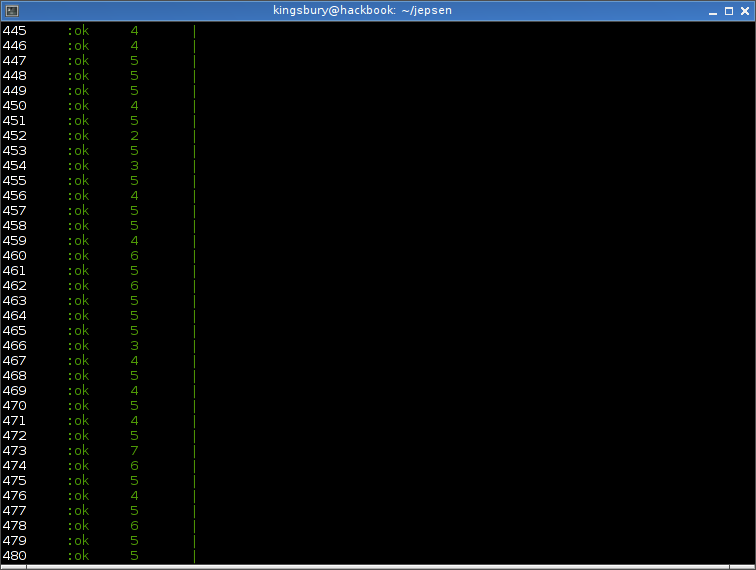 kingsbury@hackbook: ~/jepsen
445 :ok 4 |
446 :ok 4 |
447 :ok 5 |
448 :ok 5 |
449 :ok 5 |
450 :ok 4 |
451 :ok 5 |
452 :ok 2 |
453 :ok 5 |
454 :ok 3 |
455 :ok 5 |
456 :ok 4 |
457 :ok 5 |
458 :ok 5 |
459 :ok 4 |
460 :ok 6 |
461 :ok 5 |
462 :ok 6 |
463 :ok 5 |
464 :ok 5 |
465 :ok 5 |
466 :ok 3 |
467 :ok 4 |
468 :ok 5 |
469 :ok 4 |
470 :ok 5 |
471 :ok 4 |
472 :ok 5 |
473 :ok 7 |
474 :ok 6 |
475 :ok 5 |
476 :ok 4 |
477 :ok 5 |
478 :ok 6 |
479 :ok 5 |
480 :ok 5 |